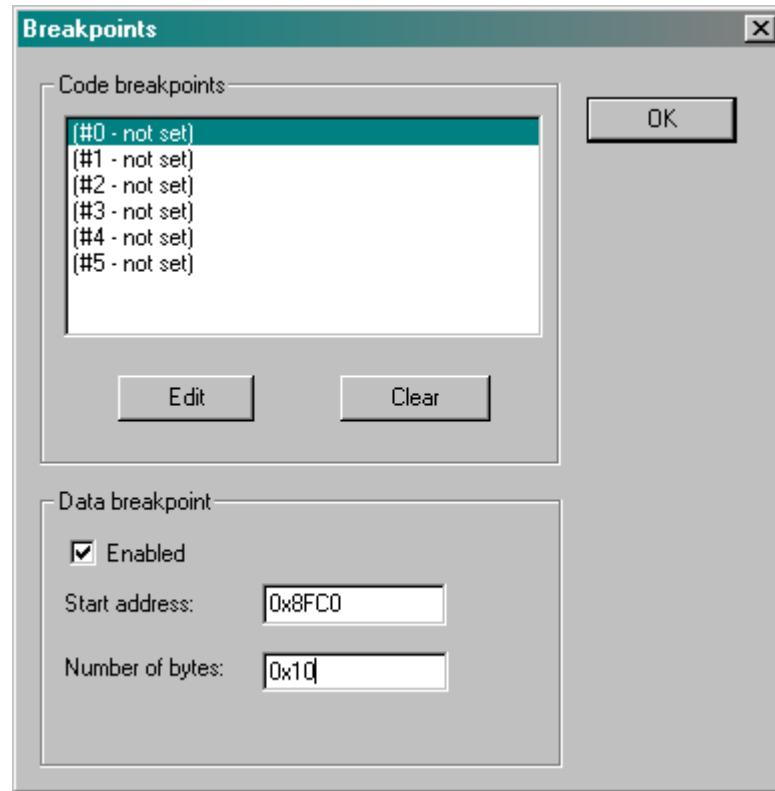 Breakpoints
Code breakpoints
(#0 - not set)
(#1 - not set)
(#2 - not set)
(#3 - not set)
(#4 - not set)
(#5 - not set)
OK
Edit Clear
Data breakpoint
Enabled
Start address: 0x8FC0
Number of bytes: 0x10